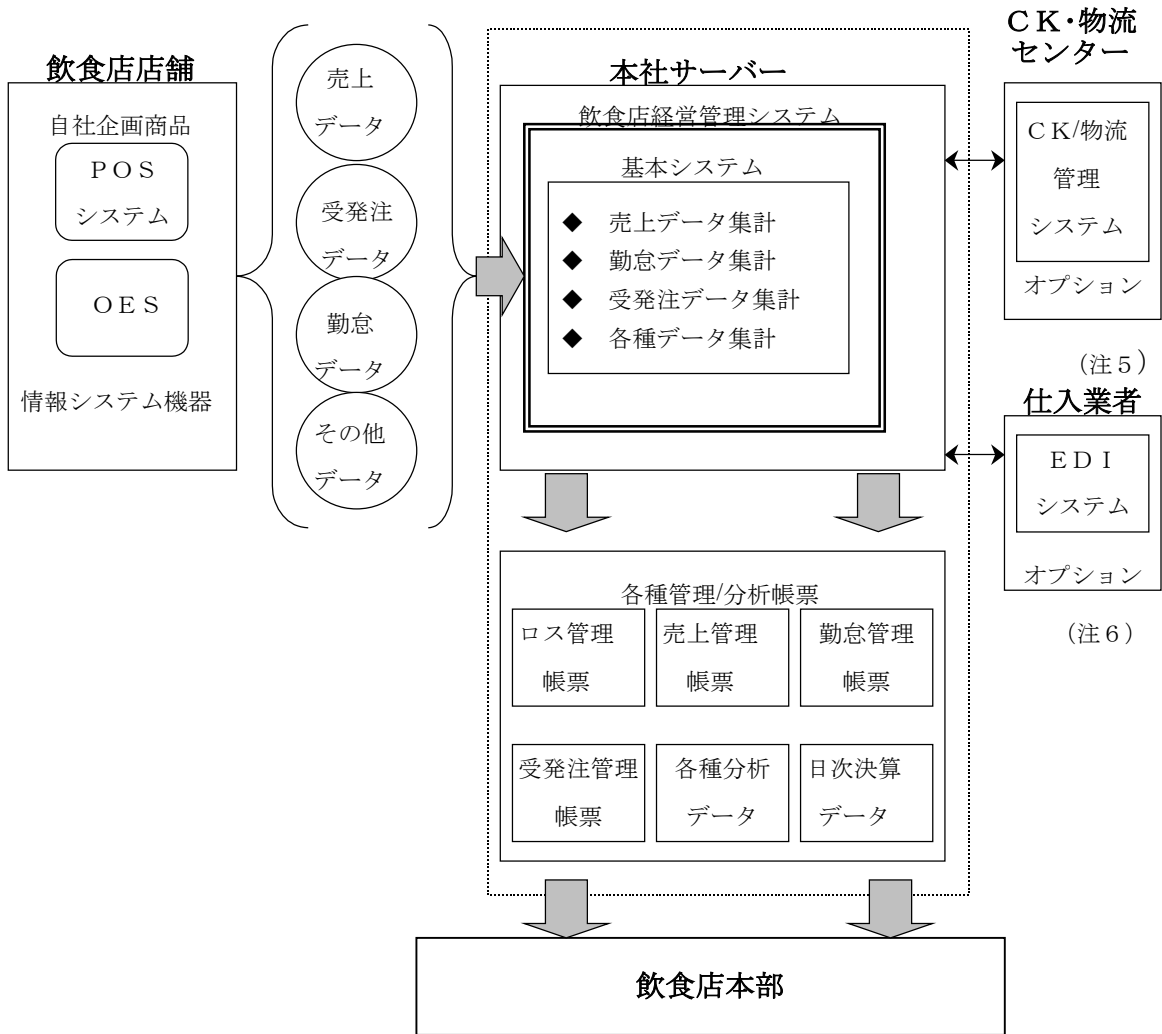 飲食店店舗
自社企画商品
ＰＯＳ
システム
ＯＥＳ
情報システム機器
売上
データ
受発注
データ
勤怠
データ
その他
データ
本社サーバー
飲食店経営管理システム
基本システム
◆ 売上データ集計
◆ 勤怠データ集計
◆ 受発注データ集計
◆ 各種データ集計
ＣＫ・物流
センター
ＣＫ/物流
管理
システム
オプション
（注５）
仕入業者
ＥＤＩ
システム
オプション
（注６）
各種管理/分析帳票
ロス管理
帳票
売上管理
帳票
勤怠管理
帳票
受発注管理
帳票
各種分析
データ
日次決算
データ
飲食店本部